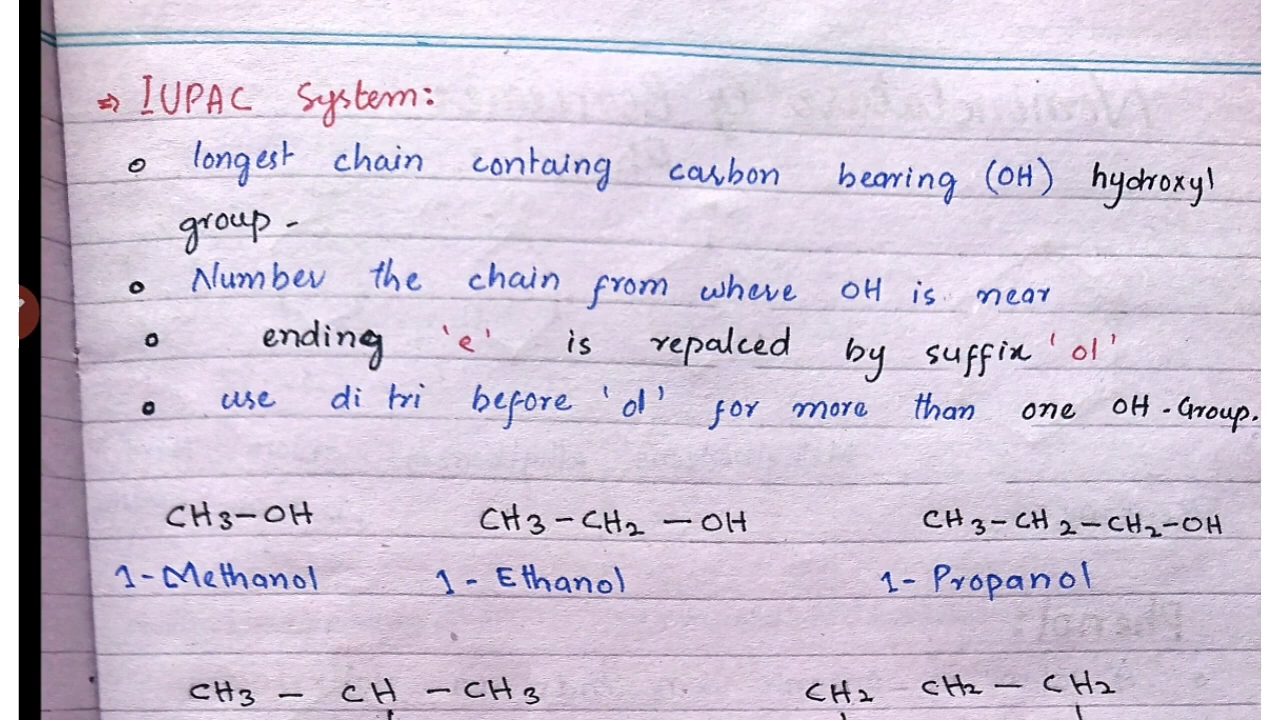 ⇒ IUPAC System:
o longest chain containg carbon bearing (OH) hydroxyl
group -
o Number the chain from where OH is near
o ending 'e' is repalced by suffix 'ol'
o use di tri before 'ol' for more than one OH - Group.
CH3-OH CH3-CH2-OH CH3-CH2-CH2-OH
1-Methanol 1-Ethanol 1-Propanol
CH3 - CH - CH3 CH2 CH2 - CH2